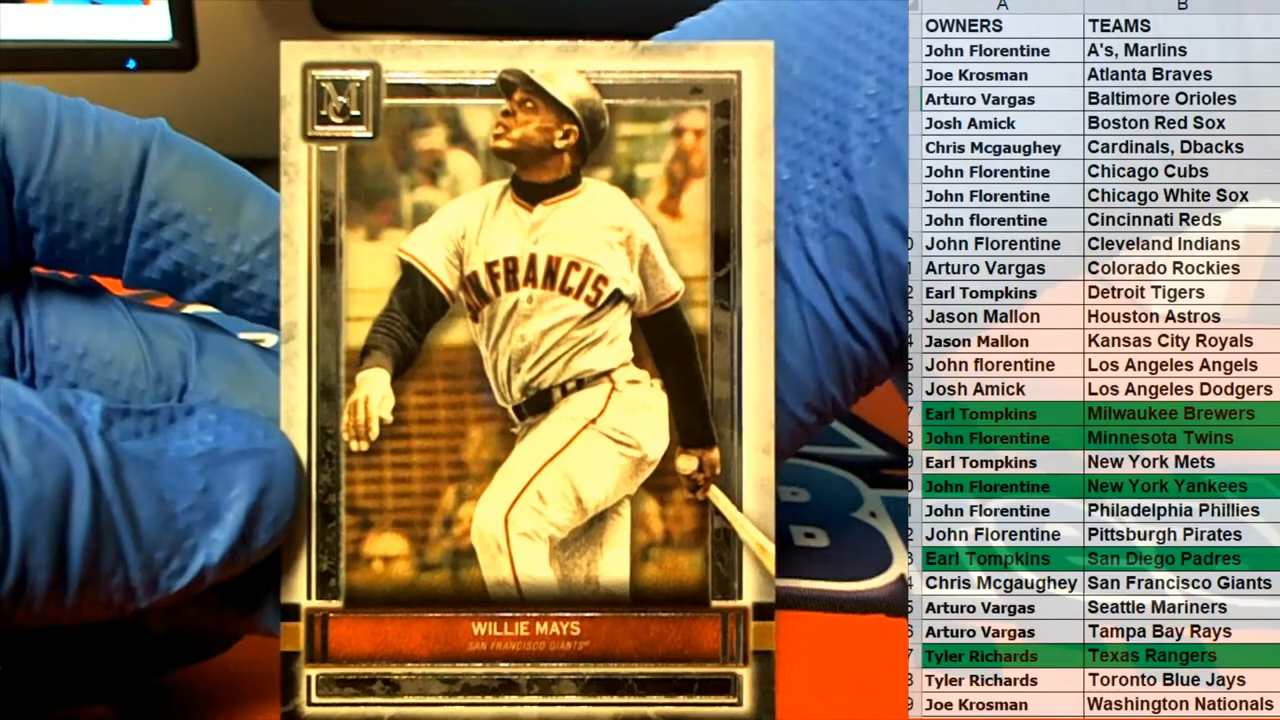 A B
OWNERS TEAMS
John Florentine A's, Marlins
Joe Krosman Atlanta Braves
Arturo Vargas Baltimore Orioles
Josh Amick Boston Red Sox
Chris Mcgaughey Cardinals, Dbacks
John Florentine Chicago Cubs
John Florentine Chicago White Sox
John florentine Cincinnati Reds
John Florentine Cleveland Indians
Arturo Vargas Colorado Rockies
Earl Tompkins Detroit Tigers
Jason Mallon Houston Astros
Jason Mallon Kansas City Royals
John florentine Los Angeles Angels
Josh Amick Los Angeles Dodgers
Earl Tompkins Milwaukee Brewers
John Florentine Minnesota Twins
Earl Tompkins New York Mets
John Florentine New York Yankees
John Florentine Philadelphia Phillies
John Florentine Pittsburgh Pirates
Earl Tompkins San Diego Padres
Chris Mcgaughey San Francisco Giants
Arturo Vargas Seattle Mariners
Arturo Vargas Tampa Bay Rays
Tyler Richards Texas Rangers
Tyler Richards Toronto Blue Jays
Joe Krosman Washington Nationals
M
SAN FRANCIS
WILLIE MAYS
SAN FRANCISCO GIANTS
B